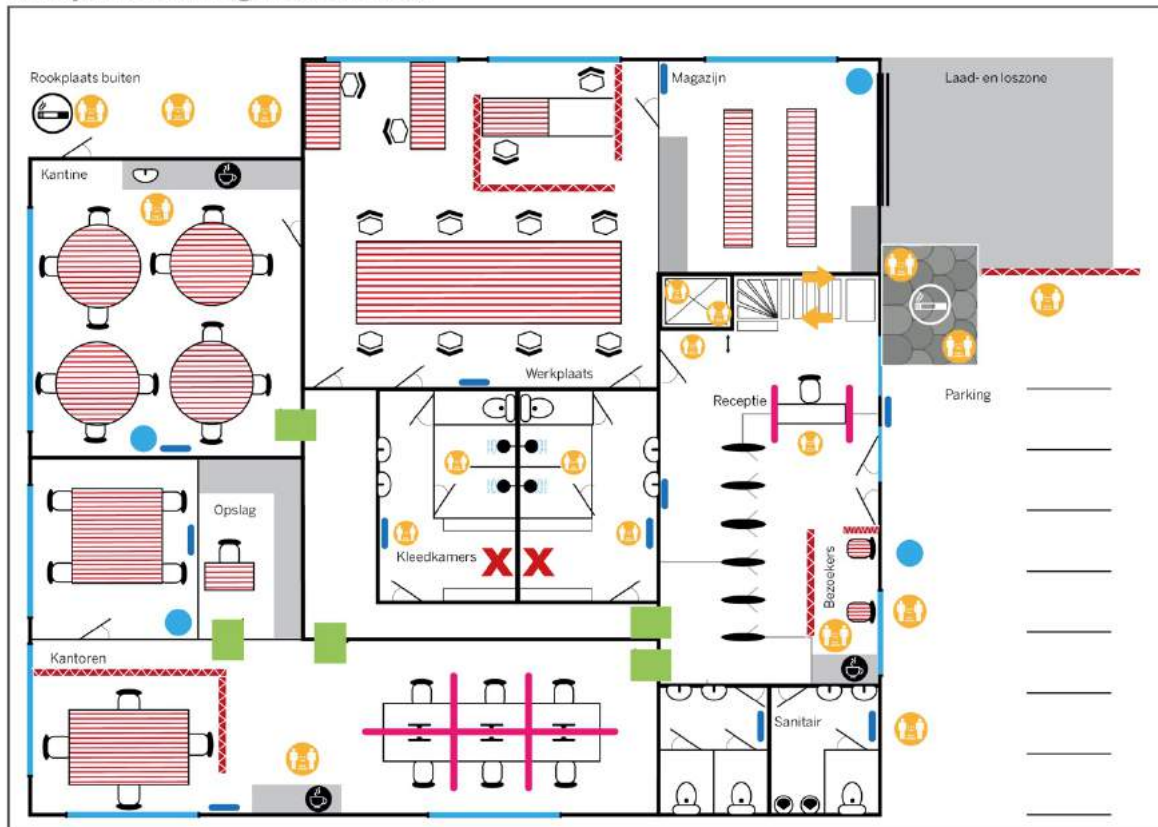 Rookplaats buiten
Magazijn
Laad- en loszone
Kantine
Werkplaats
Receptie
Parking
Opslag
Kleedkamers
Bezoekers
Kantoren
Sanitair